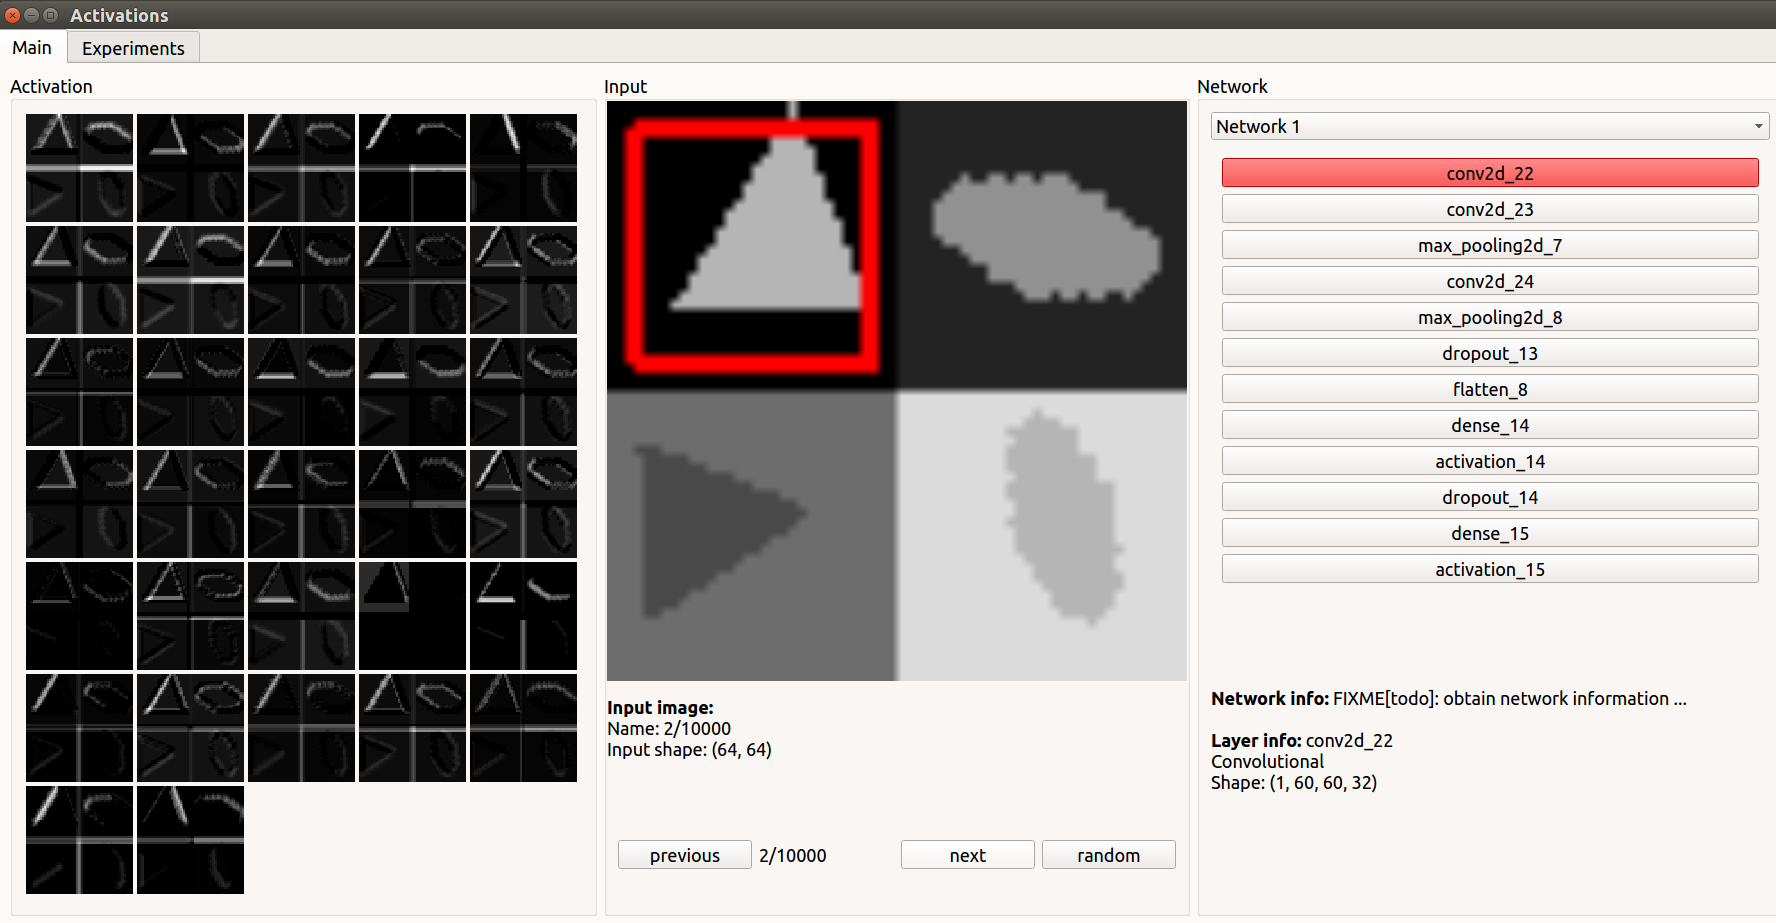 Activations
Main
Experiments
Activation
Input
Network
Network 1
conv2d_22
conv2d_23
max_pooling2d_7
conv2d_24
max_pooling2d_8
dropout_13
flatten_8
dense_14
activation_14
dropout_14
dense_15
activation_15
Input image:
Name: 2/10000
Input shape: (64, 64)
previous
2/10000
next
random
Network info: FIXME[todo]: obtain network information ...
Layer info: conv2d_22
Convolutional
Shape: (1, 60, 60, 32)